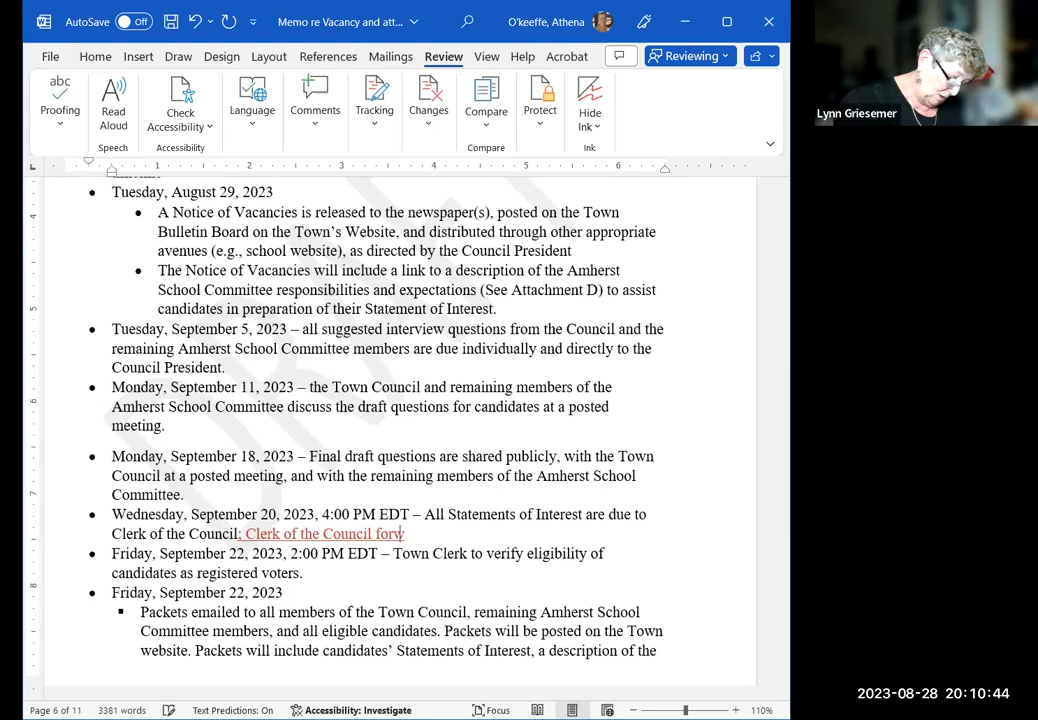 AutoSave Off Memo re Vacancy and att... O'keeffe, Athena
File Home Insert Draw Design Layout References Mailings Review View Help Acrobat Reviewing
abc
Proofing Read Aloud Check Accessibility Language Comments Tracking Changes Compare Protect Hide Ink
Speech Accessibility Compare Ink
Lynn Griesemer
1 2 3 4 5 6
4
5
6
7
8
DRAFT
Tuesday, August 29, 2023
A Notice of Vacancies is released to the newspaper(s), posted on the Town
Bulletin Board on the Town's Website, and distributed through other appropriate
avenues (e.g., school website), as directed by the Council President
The Notice of Vacancies will include a link to a description of the Amherst
School Committee responsibilities and expectations (See Attachment D) to assist
candidates in preparation of their Statement of Interest.
Tuesday, September 5, 2023 – all suggested interview questions from the Council and the
remaining Amherst School Committee members are due individually and directly to the
Council President.
Monday, September 11, 2023 – the Town Council and remaining members of the
Amherst School Committee discuss the draft questions for candidates at a posted
meeting.
Monday, September 18, 2023 – Final draft questions are shared publicly, with the Town
Council at a posted meeting, and with the remaining members of the Amherst School
Committee.
Wednesday, September 20, 2023, 4:00 PM EDT – All Statements of Interest are due to
Clerk of the Council; Clerk of the Council forw
Friday, September 22, 2023, 2:00 PM EDT – Town Clerk to verify eligibility of
candidates as registered voters.
Friday, September 22, 2023
Packets emailed to all members of the Town Council, remaining Amherst School
Committee members, and all eligible candidates. Packets will be posted on the Town
website. Packets will include candidates' Statements of Interest, a description of the
Page 6 of 11 3381 words Text Predictions: On Accessibility: Investigate Focus 110%
2023-08-28 20:10:44